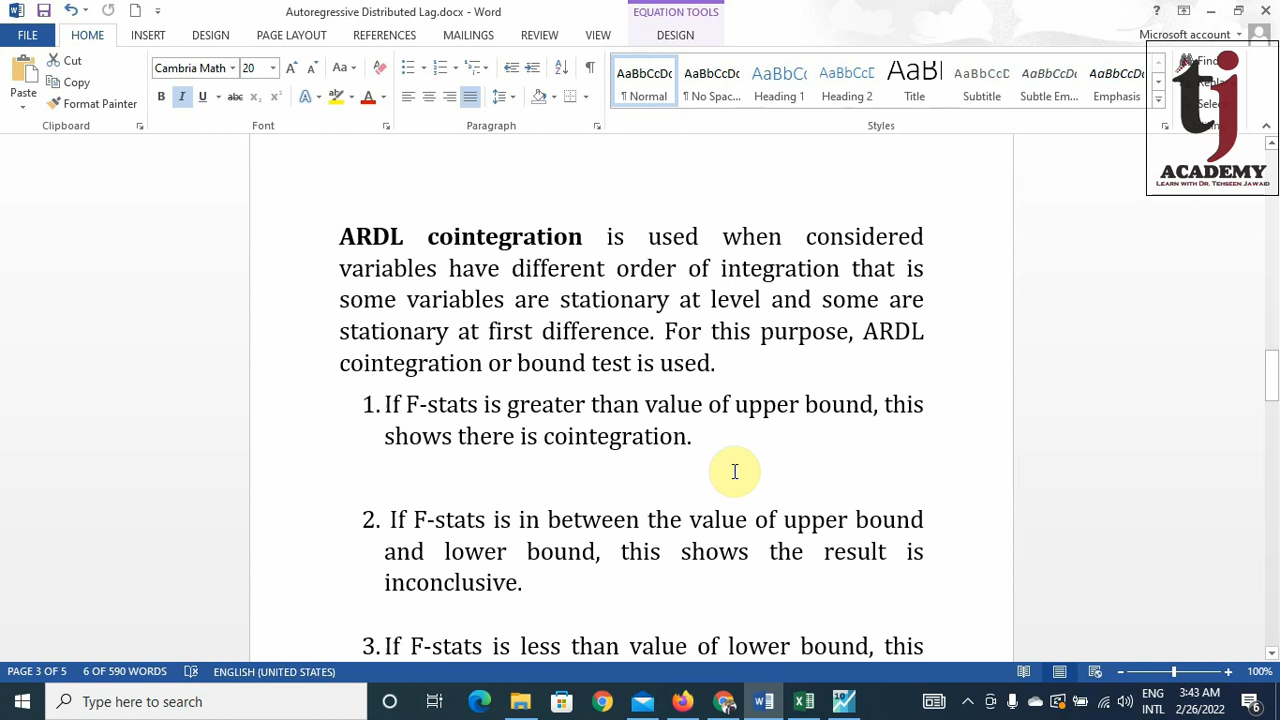 Autoregressive Distributed Lag.docx - Word
EQUATION TOOLS
FILE HOME INSERT DESIGN PAGE LAYOUT REFERENCES MAILINGS REVIEW VIEW DESIGN
Microsoft account
Paste
Cut
Copy
Format Painter
Cambria Math 20
AaBbCcDc AaBbCcDc AaBbCc AaBbCcC AaBl AaBbCcD AaBbCcDc AaBbCcDc
¶ Normal ¶ No Spac... Heading 1 Heading 2 Title Subtitle Subtle Em... Emphasis
Clipboard Font Paragraph Styles
tj
ACADEMY
LEARN WITH DR. TEHSEEN JAWAID
ARDL cointegration is used when considered
variables have different order of integration that is
some variables are stationary at level and some are
stationary at first difference. For this purpose, ARDL
cointegration or bound test is used.
1. If F-stats is greater than value of upper bound, this
shows there is cointegration.
2. If F-stats is in between the value of upper bound
and lower bound, this shows the result is
inconclusive.
3. If F-stats is less than value of lower bound, this
PAGE 3 OF 5 6 OF 590 WORDS ENGLISH (UNITED STATES) 100%
Type here to search
ENG
INTL
3:43 AM
2/26/2022
6